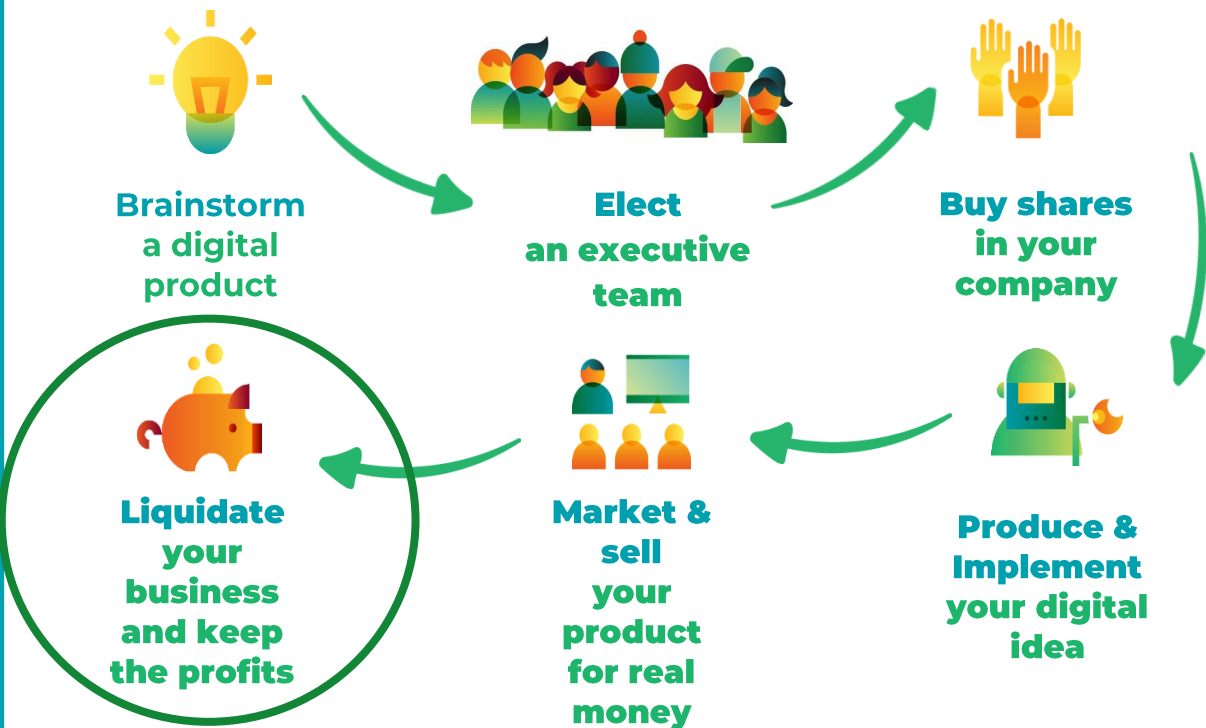 Brainstorm
a digital
product
Elect
an executive
team
Buy shares
in your
company
Produce &
Implement
your digital
idea
Market &
sell
your
product
for real
money
Liquidate
your
business
and keep
the profits